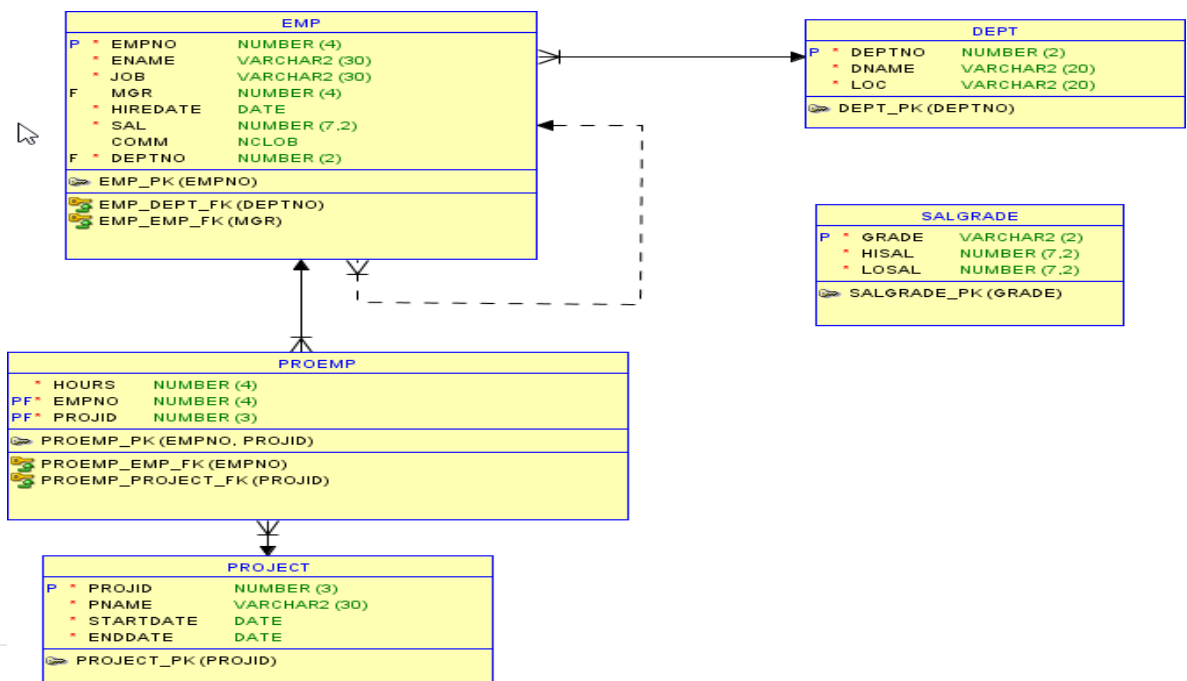 EMP
P * EMPNO NUMBER (4)
* ENAME VARCHAR2 (30)
* JOB VARCHAR2 (30)
F MGR NUMBER (4)
* HIREDATE DATE
* SAL NUMBER (7,2)
COMM NCLOB
F * DEPTNO NUMBER (2)
EMP_PK (EMPNO)
EMP_DEPT_FK (DEPTNO)
EMP_EMP_FK (MGR)
DEPT
P * DEPTNO NUMBER (2)
* DNAME VARCHAR2 (20)
* LOC VARCHAR2 (20)
DEPT_PK (DEPTNO)
SALGRADE
P * GRADE VARCHAR2 (2)
* HISAL NUMBER (7,2)
* LOSAL NUMBER (7,2)
SALGRADE_PK (GRADE)
PROEMP
* HOURS NUMBER (4)
PF* EMPNO NUMBER (4)
PF* PROJID NUMBER (3)
PROEMP_PK (EMPNO, PROJID)
PROEMP_EMP_FK (EMPNO)
PROEMP_PROJECT_FK (PROJID)
PROJECT
P * PROJID NUMBER (3)
* PNAME VARCHAR2 (30)
* STARTDATE DATE
* ENDDATE DATE
PROJECT_PK (PROJID)